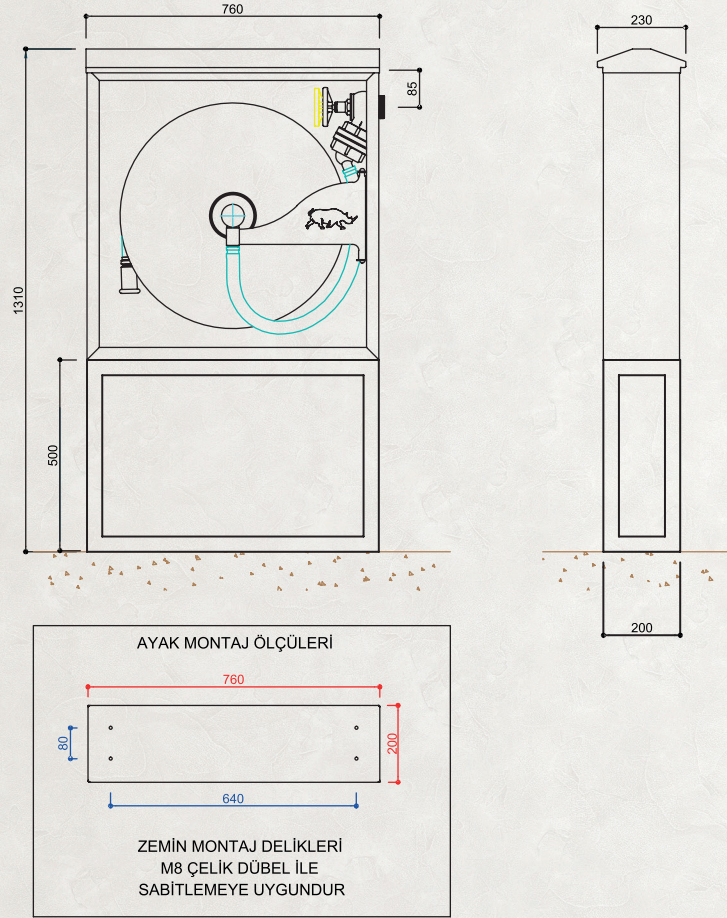 760
230
85
1310
500
200
AYAK MONTAJ ÖLÇÜLERİ
760
80
200
640
ZEMİN MONTAJ DELİKLERİ
M8 ÇELİK DÜBEL İLE
SABİTLEMEYE UYGUNDUR